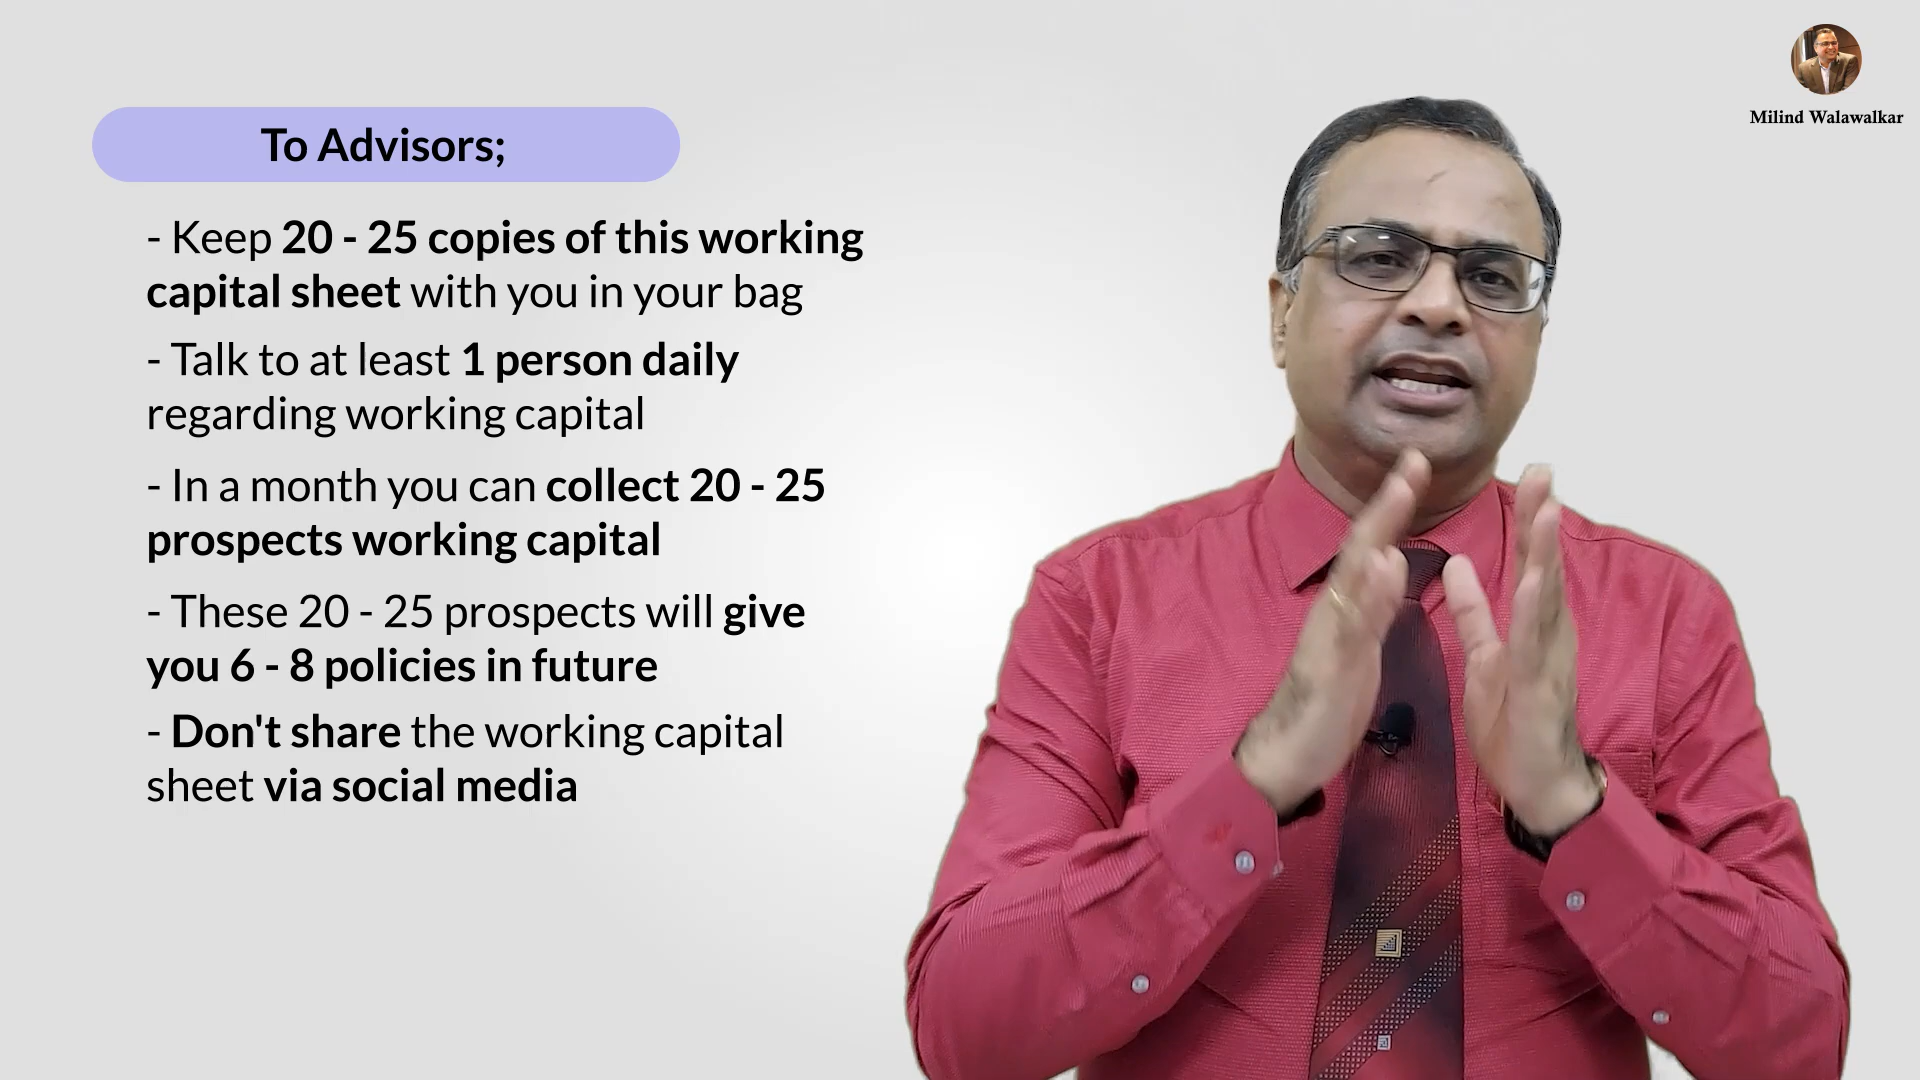 To Advisors;
- Keep 20 - 25 copies of this working
capital sheet with you in your bag
- Talk to at least 1 person daily
regarding working capital
- In a month you can collect 20 - 25
prospects working capital
- These 20 - 25 prospects will give
you 6 - 8 policies in future
- Don't share the working capital
sheet via social media
Milind Walawalkar